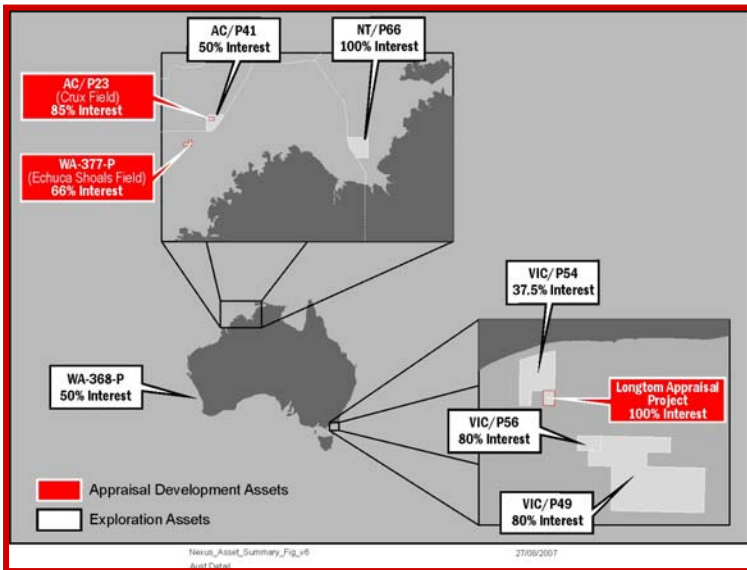 AC/P41
50% Interest
NT/P66
100% Interest
AC/P23
(Crux Field)
85% Interest
WA-377-P
(Echuca Shoals Field)
66% Interest
VIC/P54
37.5% Interest
WA-368-P
50% Interest
Longtom Appraisal
Project
100% Interest
VIC/P56
80% Interest
VIC/P49
80% Interest
Appraisal Development Assets
Exploration Assets
Nexus_Asset_Summary_Fig_v6
27/08/2007
Aust Detail